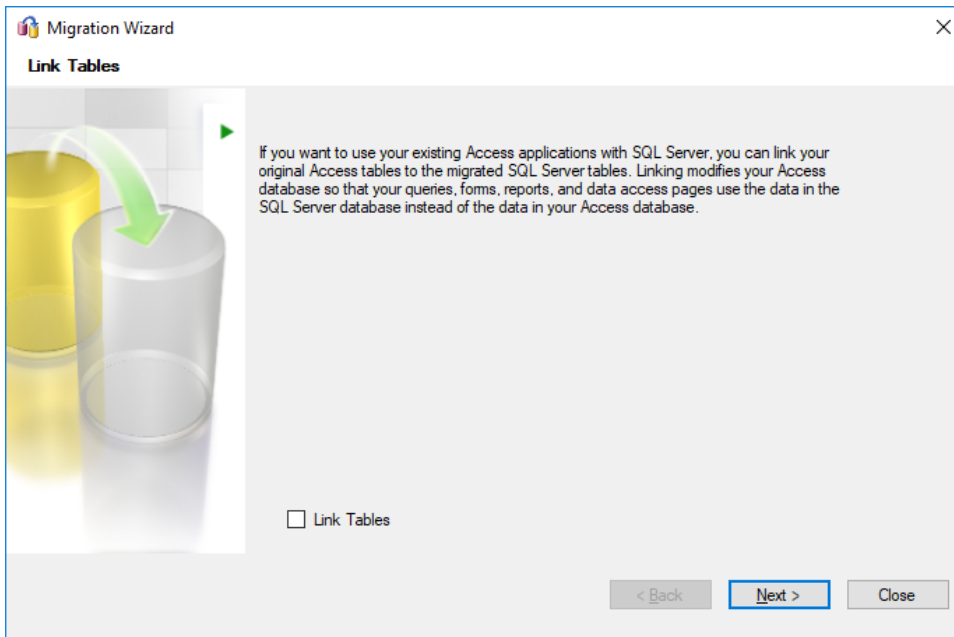 Migration Wizard
Link Tables
If you want to use your existing Access applications with SQL Server, you can link your
original Access tables to the migrated SQL Server tables. Linking modifies your Access
database so that your queries, forms, reports, and data access pages use the data in the
SQL Server database instead of the data in your Access database.
Link Tables
< Back
Next >
Close